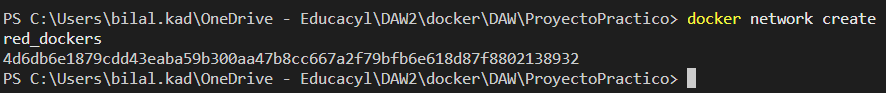 PS C:\Users\bilal.kad\OneDrive - Educacyl\DAW2\docker\DAW\ProyectoPractico> docker network create
red_dockers
4d6db6e1879cdd43eaba59b300aa47b8cc667a2f79bfb6e618d87f8802138932
PS C:\Users\bilal.kad\OneDrive - Educacyl\DAW2\docker\DAW\ProyectoPractico>